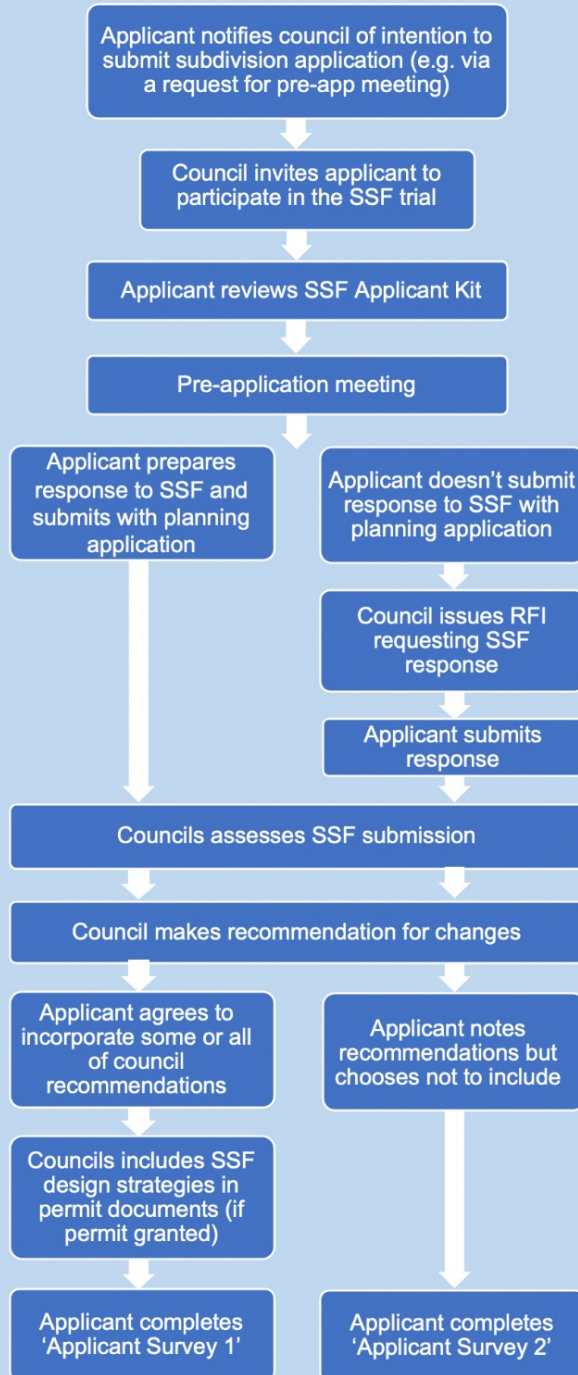 Applicant notifies council of intention to
submit subdivision application (e.g. via
a request for pre-app meeting)
Council invites applicant to
participate in the SSF trial
Applicant reviews SSF Applicant Kit
Pre-application meeting
Applicant prepares
response to SSF and
submits with planning
application
Applicant doesn’t submit
response to SSF with
planning application
Council issues RFI
requesting SSF
response
Applicant submits
response
Councils assesses SSF submission
Council makes recommendation for changes
Applicant agrees to
incorporate some or all
of council
recommendations
Applicant notes
recommendations but
chooses not to include
Councils includes SSF
design strategies in
permit documents (if
permit granted)
Applicant completes
‘Applicant Survey 1’
Applicant completes
‘Applicant Survey 2’